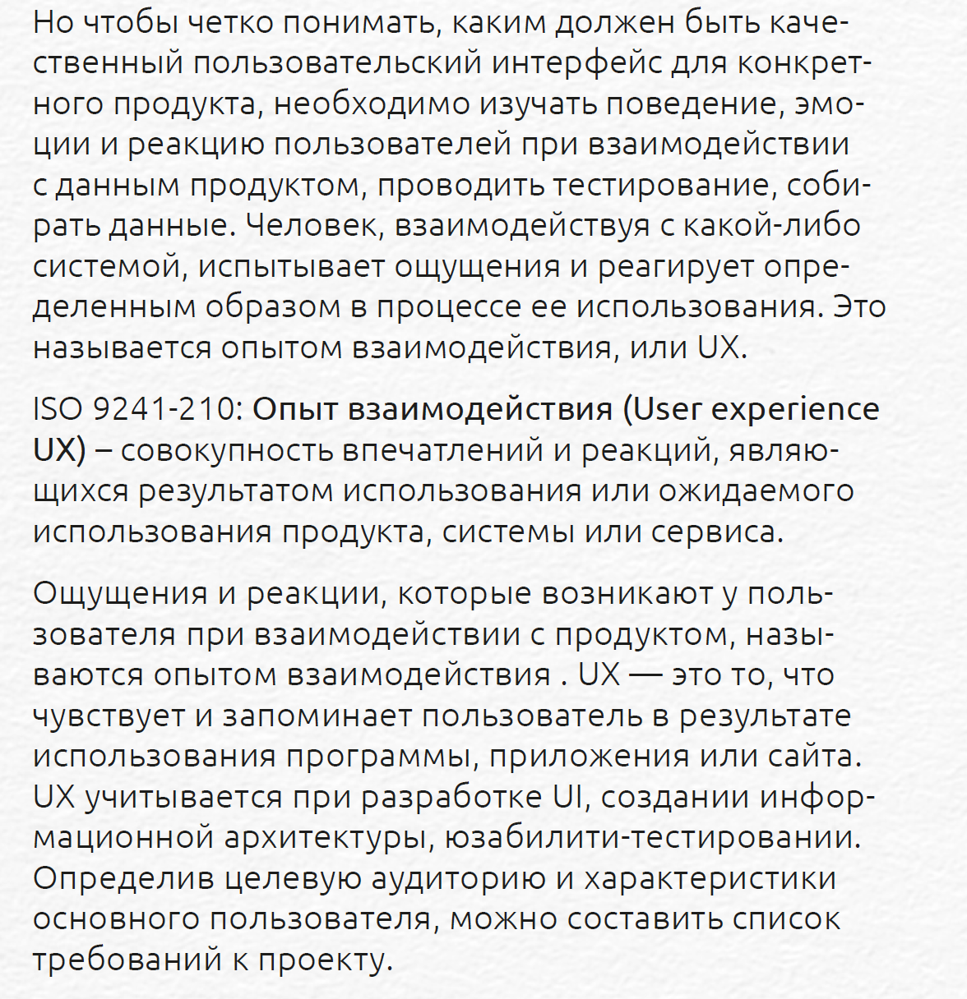 Но чтобы четко понимать, каким должен быть каче-
ственный пользовательский интерфейс для конкрет-
ного продукта, необходимо изучать поведение, эмо-
ции и реакцию пользователей при взаимодействии
с данным продуктом, проводить тестирование, соби-
рать данные. Человек, взаимодействуя с какой-либо
системой, испытывает ощущения и реагирует опре-
деленным образом в процессе ее использования. Это
называется опытом взаимодействия, или UX.
ISO 9241-210: Опыт взаимодействия (User experience
UX) – совокупность впечатлений и реакций, являю-
щихся результатом использования или ожидаемого
использования продукта, системы или сервиса.
Ощущения и реакции, которые возникают у поль-
зователя при взаимодействии с продуктом, назы-
ваются опытом взаимодействия . UX — это то, что
чувствует и запоминает пользователь в результате
использования программы, приложения или сайта.
UX учитывается при разработке UI, создании инфор-
мационной архитектуры, юзабилити-тестировании.
Определив целевую аудиторию и характеристики
основного пользователя, можно составить список
требований к проекту.